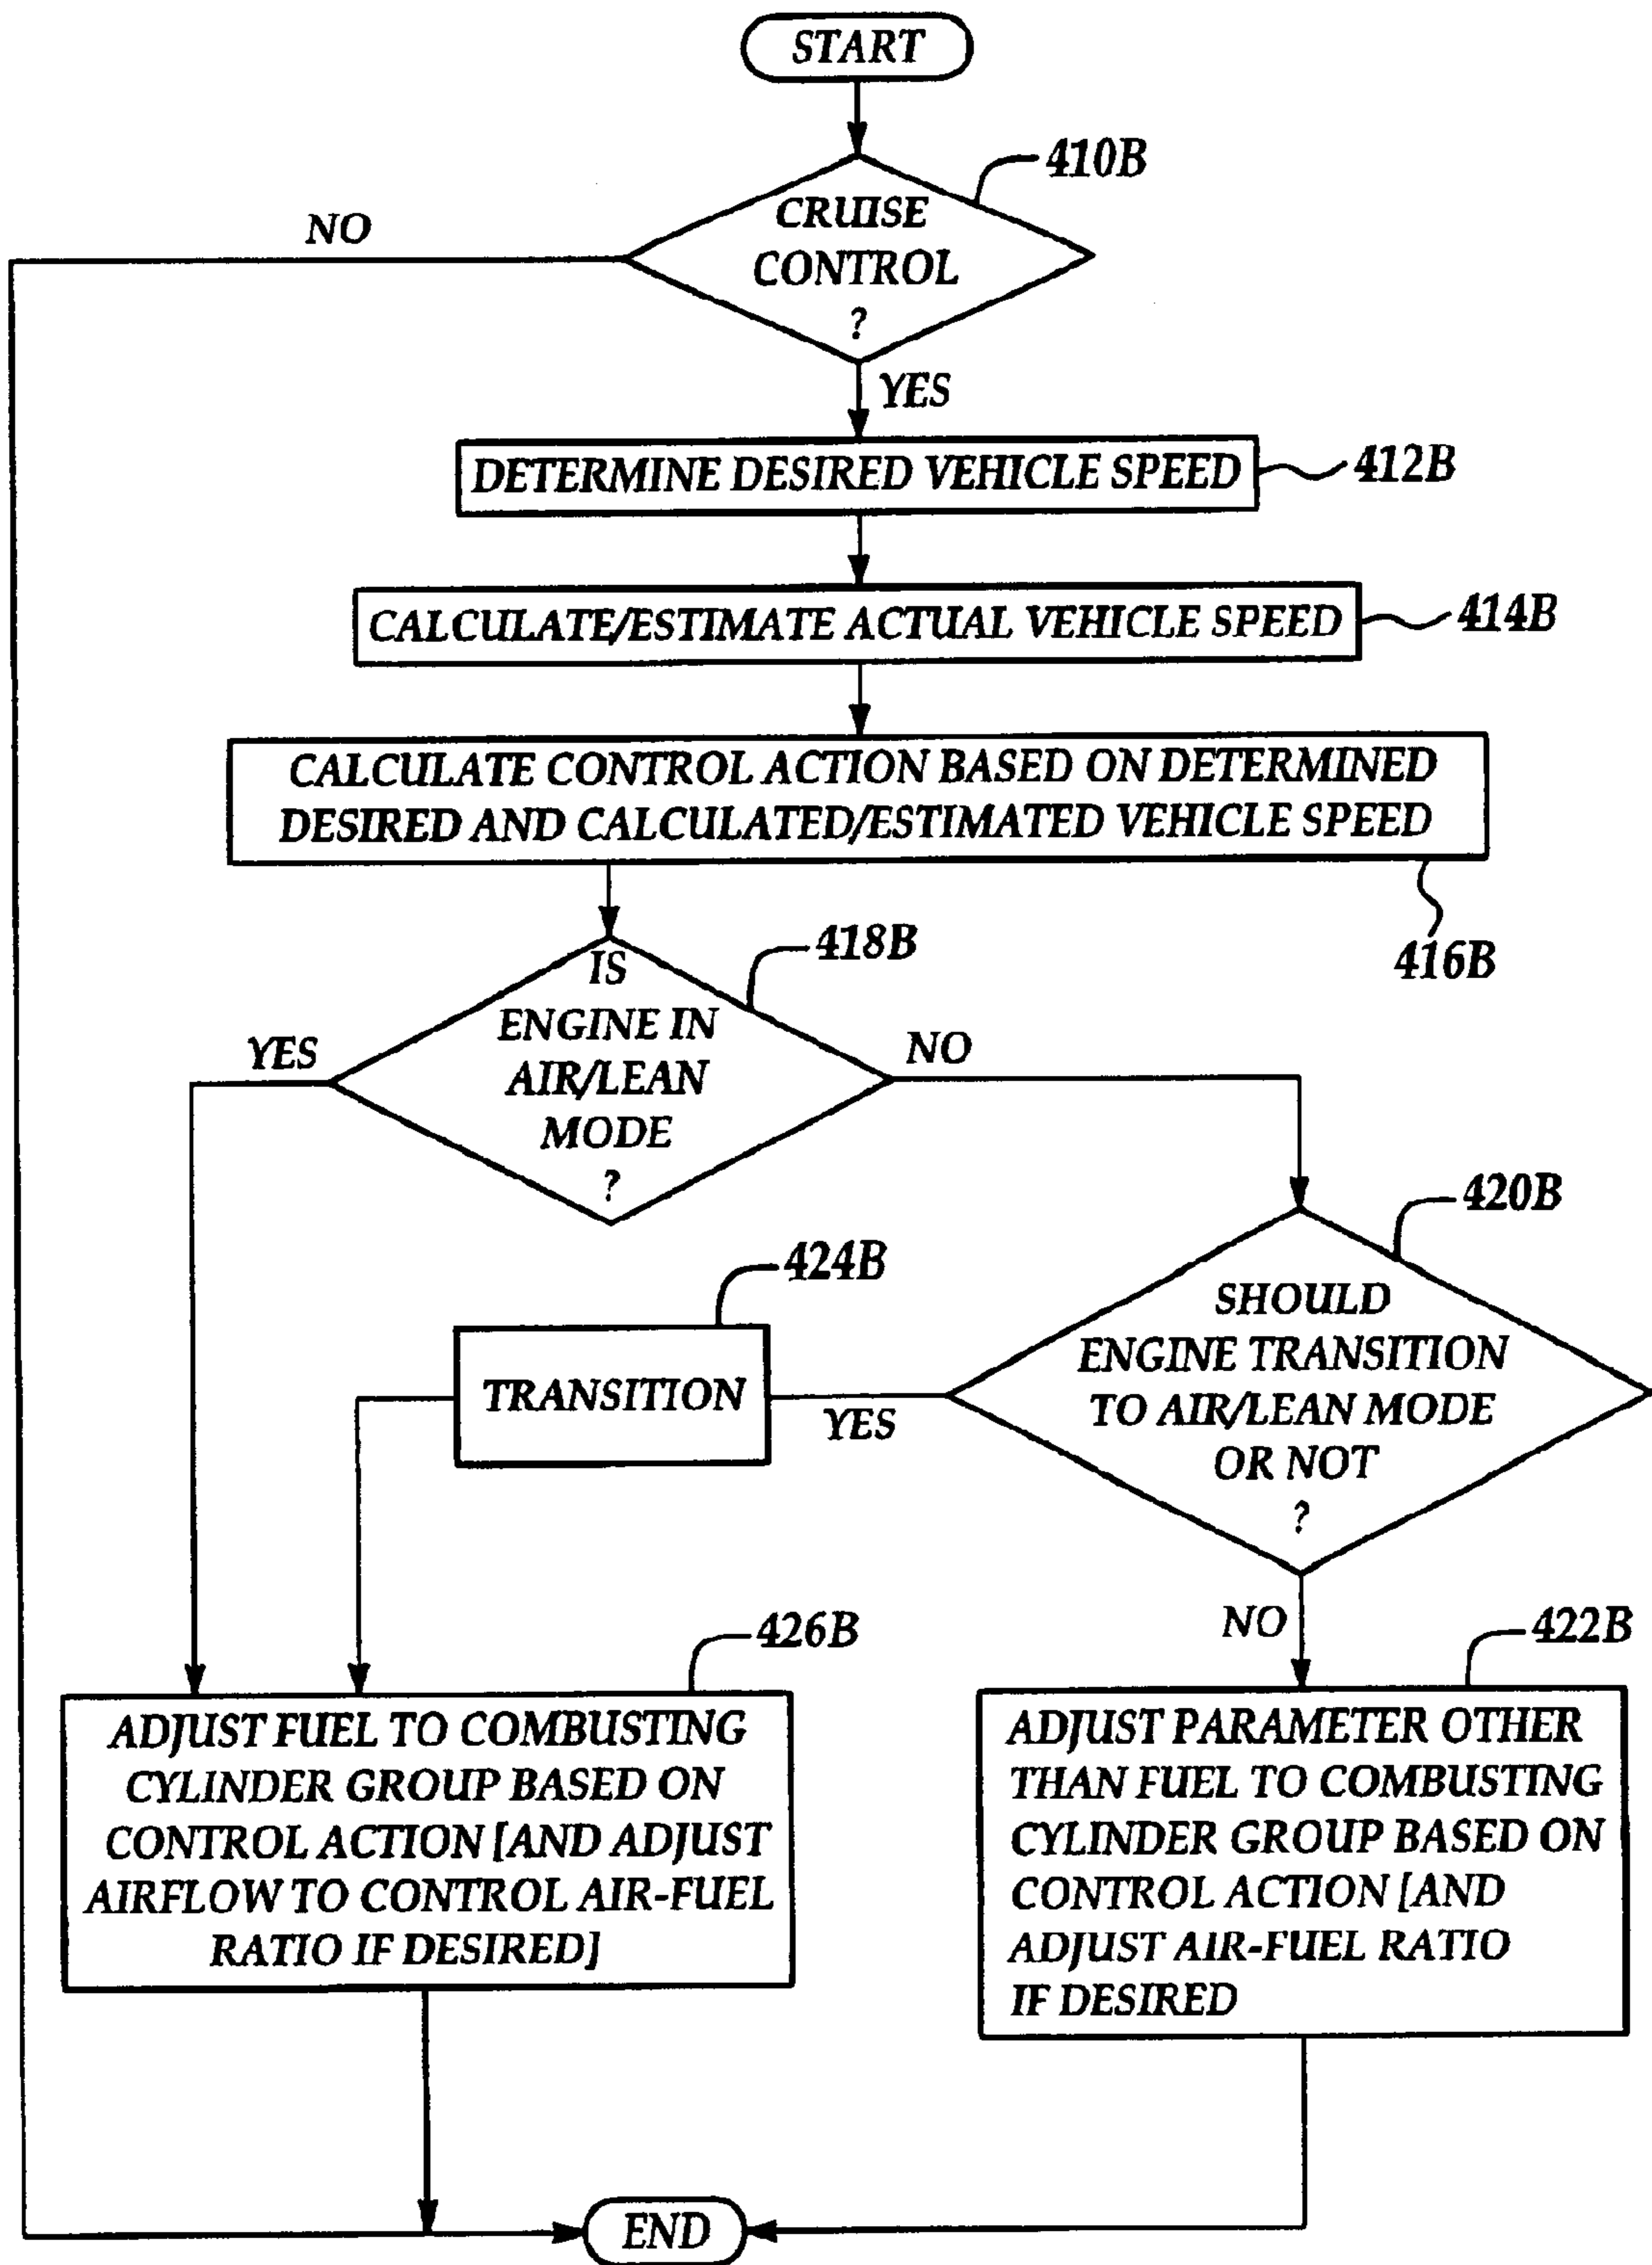 START
410B
CRUISE
CONTROL
?
NO
YES
DETERMINE DESIRED VEHICLE SPEED
412B
CALCULATE/ESTIMATE ACTUAL VEHICLE SPEED
414B
CALCULATE CONTROL ACTION BASED ON DETERMINED
DESIRED AND CALCULATED/ESTIMATED VEHICLE SPEED
416B
418B
IS
ENGINE IN
AIR/LEAN
MODE
?
YES
NO
420B
SHOULD
ENGINE TRANSITION
TO AIR/LEAN MODE
OR NOT
?
424B
TRANSITION
YES
NO
426B
ADJUST FUEL TO COMBUSTING
CYLINDER GROUP BASED ON
CONTROL ACTION [AND ADJUST
AIRFLOW TO CONTROL AIR-FUEL
RATIO IF DESIRED]
422B
ADJUST PARAMETER OTHER
THAN FUEL TO COMBUSTING
CYLINDER GROUP BASED ON
CONTROL ACTION [AND
ADJUST AIR-FUEL RATIO
IF DESIRED
END